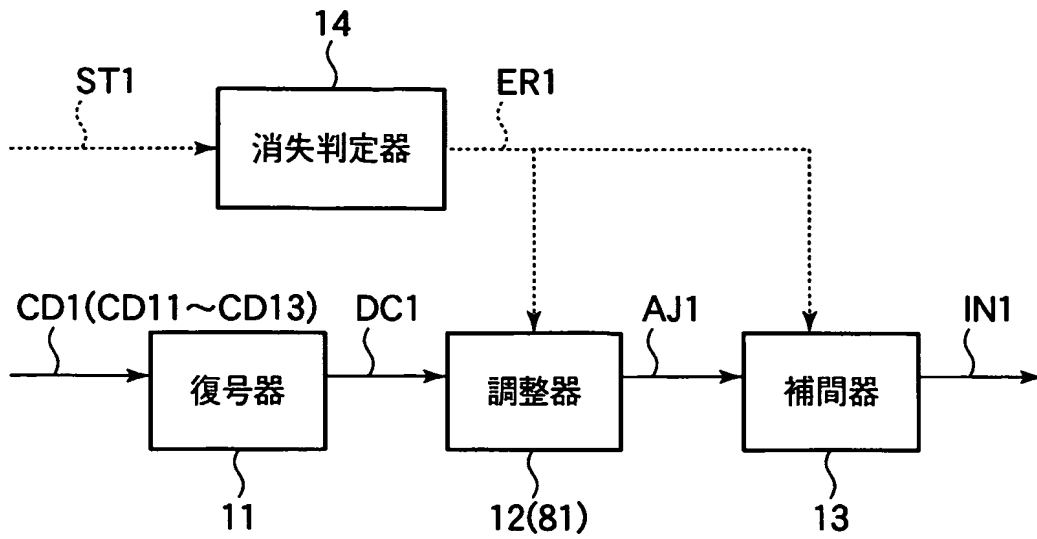 14
ST1
ER1
消失判定器
CD1(CD11～CD13)
DC1
AJ1
IN1
復号器
調整器
補間器
11
12(81)
13